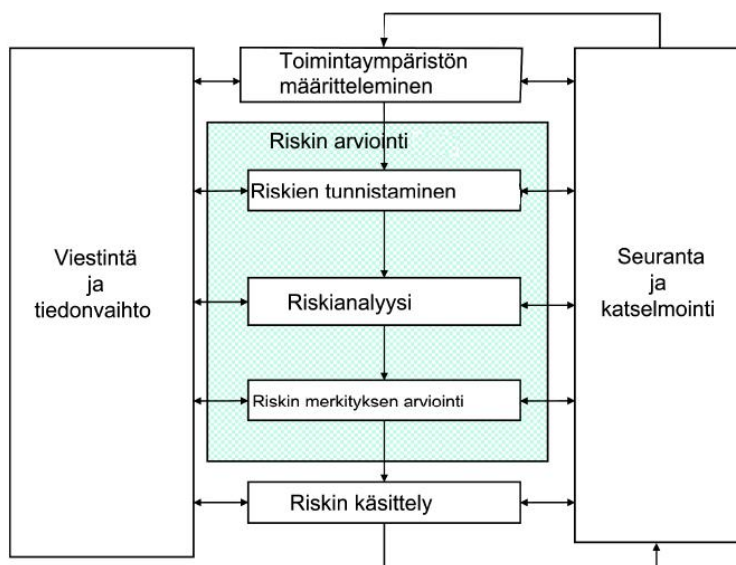 Toimintaympäristön
määritteleminen
Riskin arviointi
Riskien tunnistaminen
Viestintä
ja
tiedonvaihto
Riskianalyysi
Seuranta
ja
katselmointi
Riskin merkityksen arviointi
Riskin käsittely